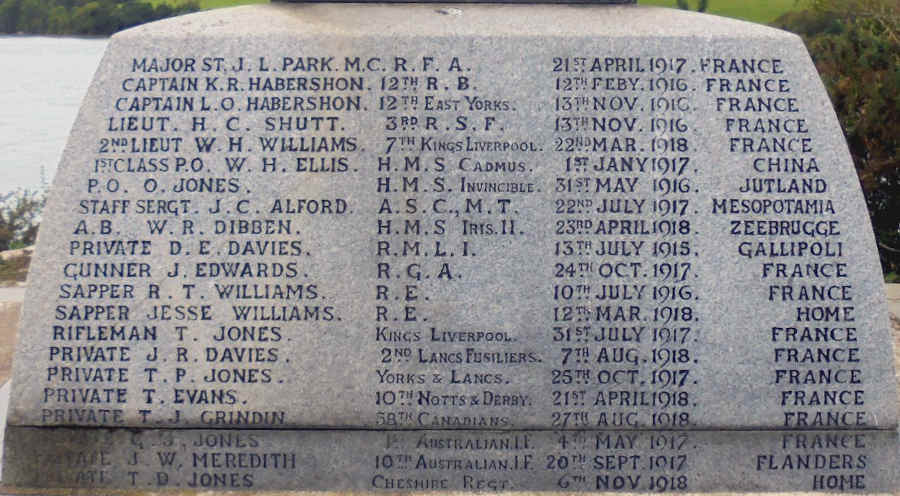 MAJOR ST. J. L. PARK. M.C. R. F. A. 21ST APRIL 1917. FRANCE
CAPTAIN K. R. HABERSHON. 12TH R. B. 12TH FEBY. 1916. FRANCE
CAPTAIN L. O. HABERSHON. 12TH EAST YORKS. 13TH NOV. 1916. FRANCE
LIEUT. H. C. SHUTT. 3RD R. S. F. 13TH NOV. 1916. FRANCE
2ND LIEUT W. H. WILLIAMS. 7TH KINGS LIVERPOOL. 22ND MAR. 1918 FRANCE
1ST CLASS P.O. W. H. ELLIS. H.M.S CADMUS. 1ST JANY 1917. CHINA
P.O. O. JONES. H.M.S. INVINCIBLE. 31ST MAY 1916. JUTLAND
STAFF SERGT. J. C. ALFORD. A.S.C., M.T. 22ND JULY 1917. MESOPOTAMIA
A.B. W. R. DIBBEN. H.M.S IRIS. II. 23RD APRIL 1918. ZEEBRUGGE
PRIVATE D. E. DAVIES. R.M.L.I. 13TH JULY 1915. GALLIPOLI
GUNNER J. EDWARDS. R.G.A. 24TH OCT. 1917. FRANCE
SAPPER R. T. WILLIAMS. R.E. 10TH JULY 1916. FRANCE
SAPPER JESSE WILLIAMS. R.E. 12TH MAR. 1918. HOME
RIFLEMAN T. JONES KINGS LIVERPOOL. 31ST JULY 1917. FRANCE
PRIVATE J. R. DAVIES. 2ND LANCS FUSILIERS. 7TH AUG. 1918. FRANCE
PRIVATE T. P. JONES. YORKS & LANCS. 25TH OCT. 1917. FRANCE
PRIVATE T. EVANS. 10TH NOTTS & DERBY. 21ST APRIL 1918. FRANCE
PRIVATE T. J. GRINDIN 58TH CANADIANS. 27TH AUG. 1918. FRANCE
JONES AUSTRALIAN. I.F. 4TH MAY. 1917. FRANCE
J. W. MEREDITH 10TH AUSTRALIAN. I.F. 20TH SEPT. 1917 FLANDERS
PRIVATE T. D. JONES CHESHIRE REGT. 6TH NOV. 1918 HOME